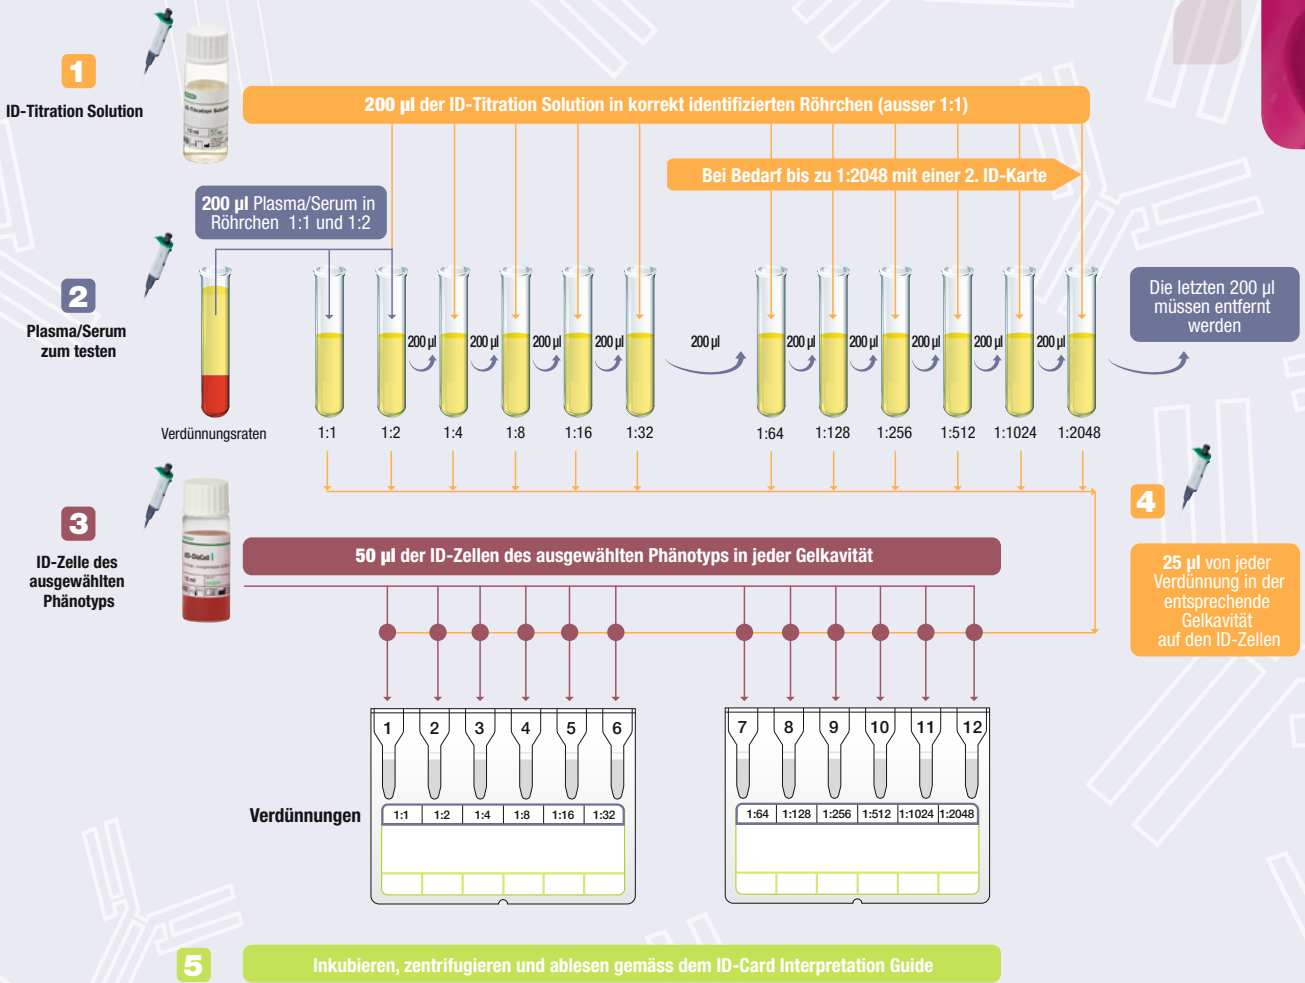 1
ID-Titration Solution
200 µl der ID-Titration Solution in korrekt identifizierten Röhrchen (ausser 1:1)
Bei Bedarf bis zu 1:2048 mit einer 2. ID-Karte
200 µl Plasma/Serum in
Röhrchen 1:1 und 1:2
2
Plasma/Serum
zum testen
200 µl 200 µl 200 µl 200 µl 200 µl 200 µl 200 µl 200 µl 200 µl 200 µl
Die letzten 200 µl
müssen entfernt
werden
Verdünnungsraten 1:1 1:2 1:4 1:8 1:16 1:32 1:64 1:128 1:256 1:512 1:1024 1:2048
3
ID-Zelle des
ausgewählten
Phänotyps
ID-DiaCell I
50 µl der ID-Zellen des ausgewählten Phänotyps in jeder Gelkavität
4
25 µl von jeder
Verdünnung in der
entsprechende
Gelkavität
auf den ID-Zellen
1 2 3 4 5 6 7 8 9 10 11 12
Verdünnungen 1:1 1:2 1:4 1:8 1:16 1:32 1:64 1:128 1:256 1:512 1:1024 1:2048
5
Inkubieren, zentrifugieren und ablesen gemäss dem ID-Card Interpretation Guide